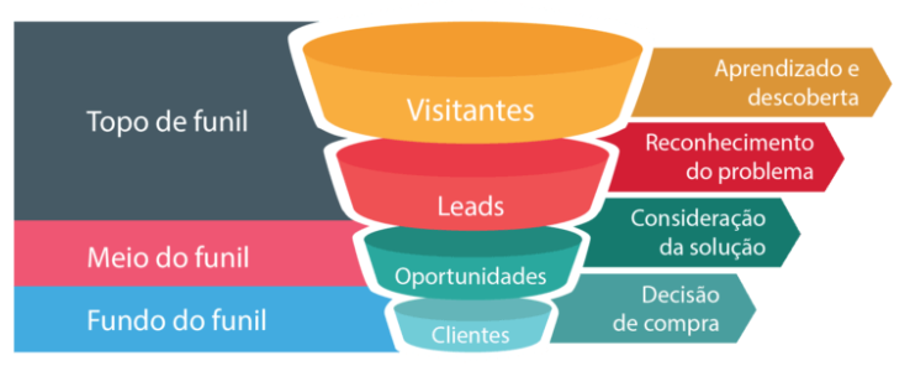 Topo de funil
Visitantes
Aprendizado e
descoberta
Leads
Reconhecimento
do problema
Meio do funil
Oportunidades
Consideração
da solução
Fundo do funil
Clientes
Decisão
de compra